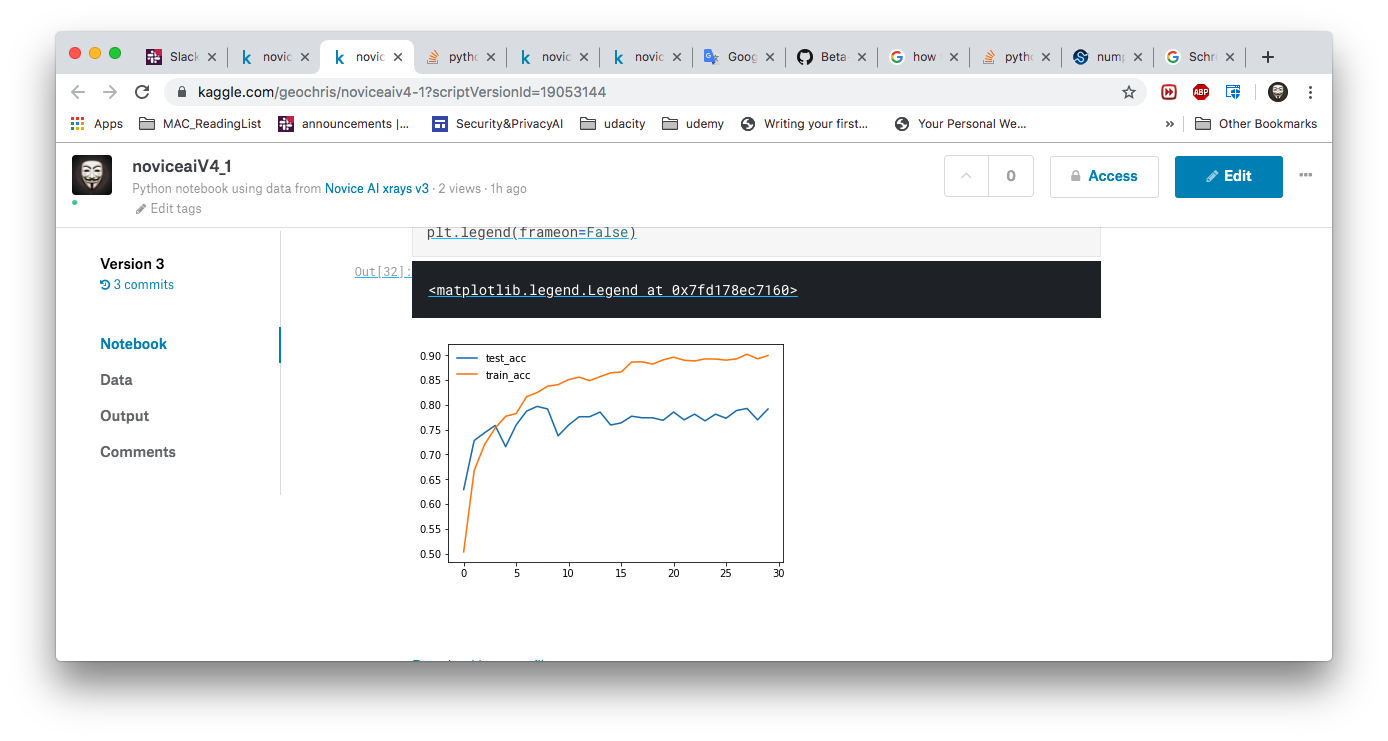 Slack novic novic pytho novic novic Goog Beta how pytho nump Schr
kaggle.com/geochris/noviceaiv4-1?scriptVersionId=19053144
Apps MAC_ReadingList announcements |... Security&PrivacyAI udacity udemy Writing your first... Your Personal We... » Other Bookmarks
noviceaiV4_1
Python notebook using data from Novice AI xrays v3 · 2 views · 1h ago
Edit tags
0
Access
Edit
Version 3
3 commits
Notebook
Data
Output
Comments
plt.legend(frameon=False)
Out[32]:
<matplotlib.legend.Legend at 0x7fd178ec7160>
test_acc
train_acc
0.90
0.85
0.80
0.75
0.70
0.65
0.60
0.55
0.50
0 5 10 15 20 25 30